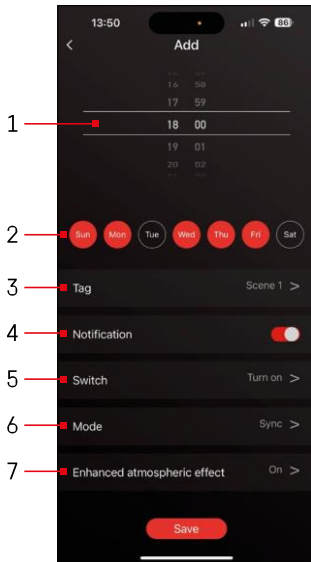 13:50 86
< Add
16 58
17 59
1 18 00
19 01
20 02
2 Sun Mon Tue Wed Thu Fri Sat
3 Tag Scene 1 >
4 Notification
5 Switch Turn on >
6 Mode Sync >
7 Enhanced atmospheric effect On >
Save